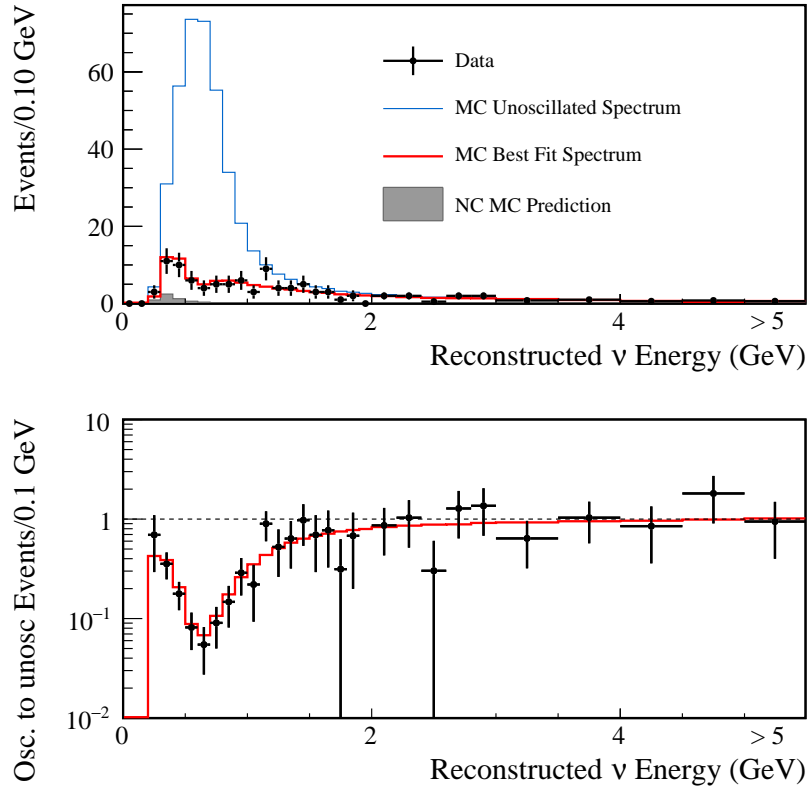 Events/0.10 GeV
60
40
20
0
Data
MC Unoscillated Spectrum
MC Best Fit Spectrum
NC MC Prediction
0 2 4 > 5
Reconstructed ν Energy (GeV)
Osc. to unosc Events/0.1 GeV
10
1
10⁻¹
10⁻²
0 2 4 > 5
Reconstructed ν Energy (GeV)